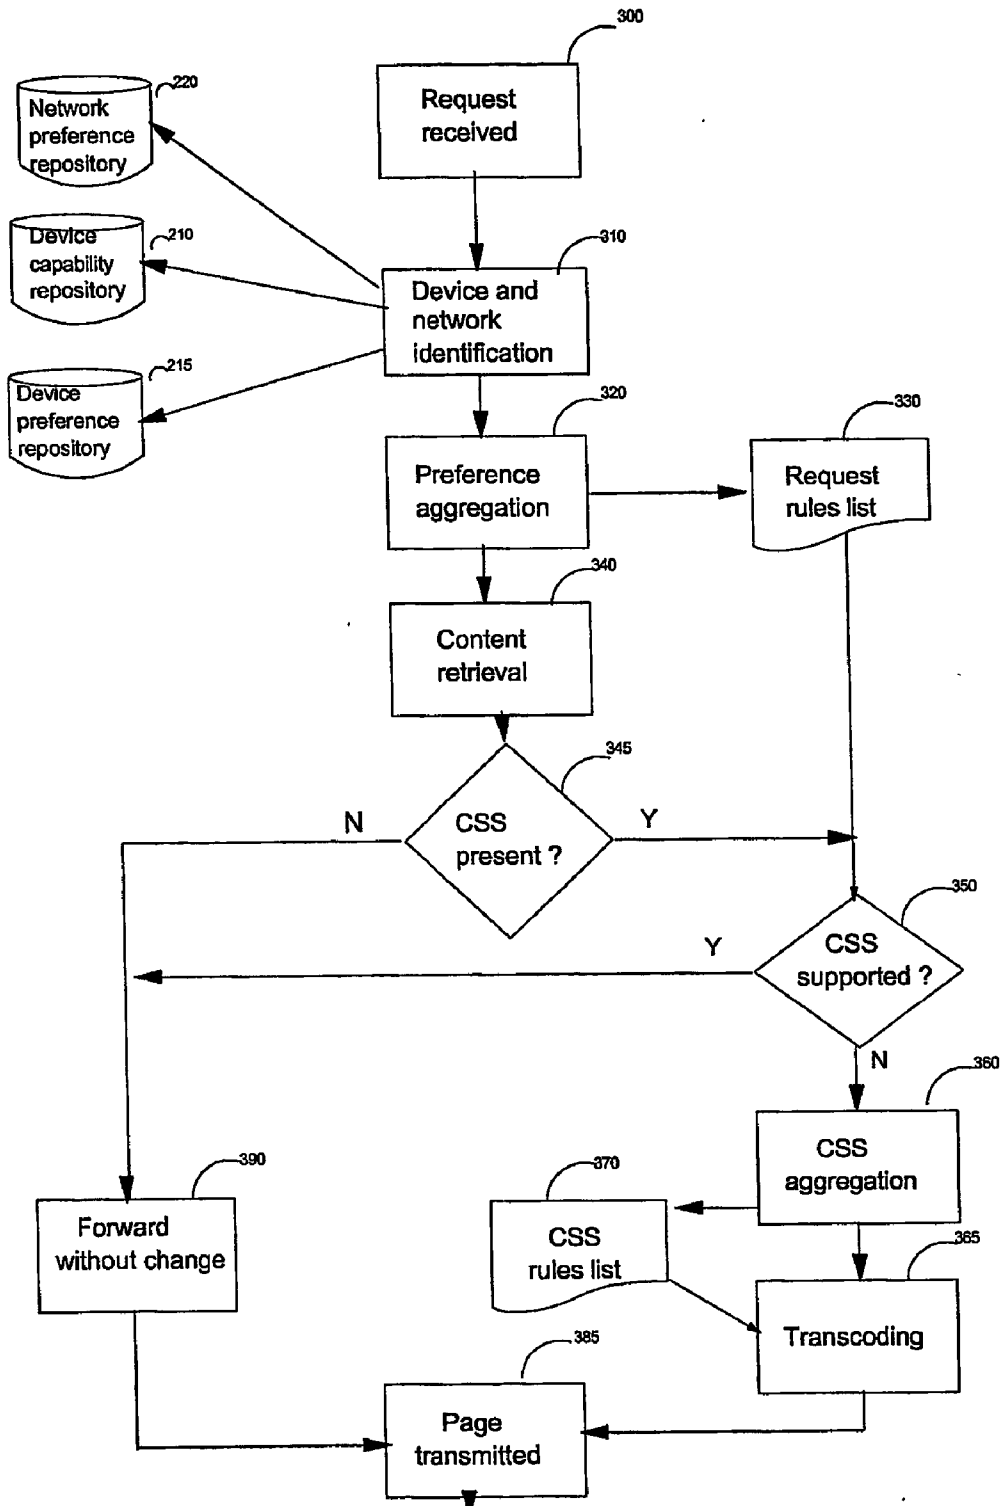 300
Request
received
220
Network
preference
repository
210
Device
capability
repository
310
Device and
network
identification
215
Device
preference
repository
320
Preference
aggregation
330
Request
rules list
340
Content
retrieval
345
CSS
present ?
N
Y
350
CSS
supported ?
Y
N
360
CSS
aggregation
390
Forward
without change
370
CSS
rules list
365
Transcoding
385
Page
transmitted